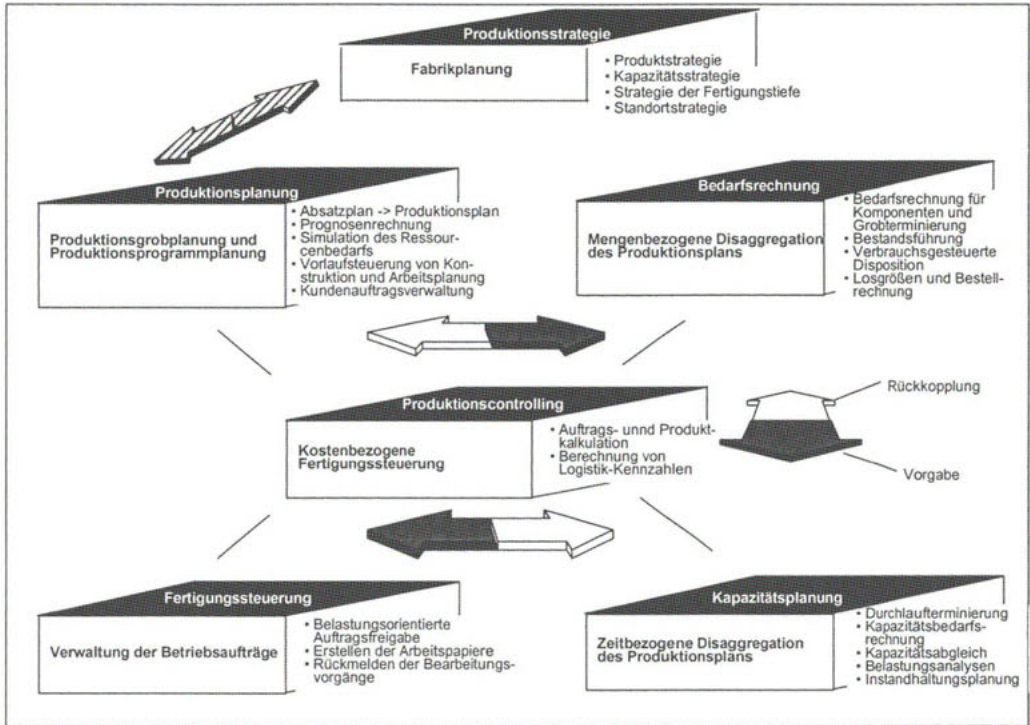 Produktionsstrategie
Fabrikplanung
• Produktstrategie
• Kapazitätsstrategie
• Strategie der Fertigungstiefe
• Standortstrategie
Produktionsplanung
Produktionsgrobplanung und
Produktionsprogrammplanung
• Absatzplan -> Produktionsplan
• Prognosenrechnung
• Simulation des Ressour-
cenbedarfs
• Vorlaufsteuerung von Kon-
struktion und Arbeitsplanung
• Kundenauftragsverwaltung
Bedarfsrechnung
Mengenbezogene Disaggregation
des Produktionsplans
• Bedarfsrechnung für
Komponenten und
Grobterminierung
• Bestandsführung
• Verbrauchsgesteuerte
Disposition
• Losgrößen und Bestell-
rechnung
Produktionscontrolling
Kostenbezogene
Fertigungssteuerung
• Auftrags- unnd Produkt-
kalkulation
• Berechnung von
Logistik-Kennzahlen
Rückkopplung
Vorgabe
Fertigungssteuerung
Verwaltung der Betriebsaufträge
• Belastungsorientierte
Auftragsfreigabe
• Erstellen der Arbeitspapiere
• Rückmelden der Bearbeitungs-
vorgänge
Kapazitätsplanung
Zeitbezogene Disaggregation
des Produktionsplans
• Durchlaufterminierung
• Kapazitätsbedarfs-
rechnung
• Kapazitätsabgleich
• Belastungsanalysen
• Instandhaltungsplanung